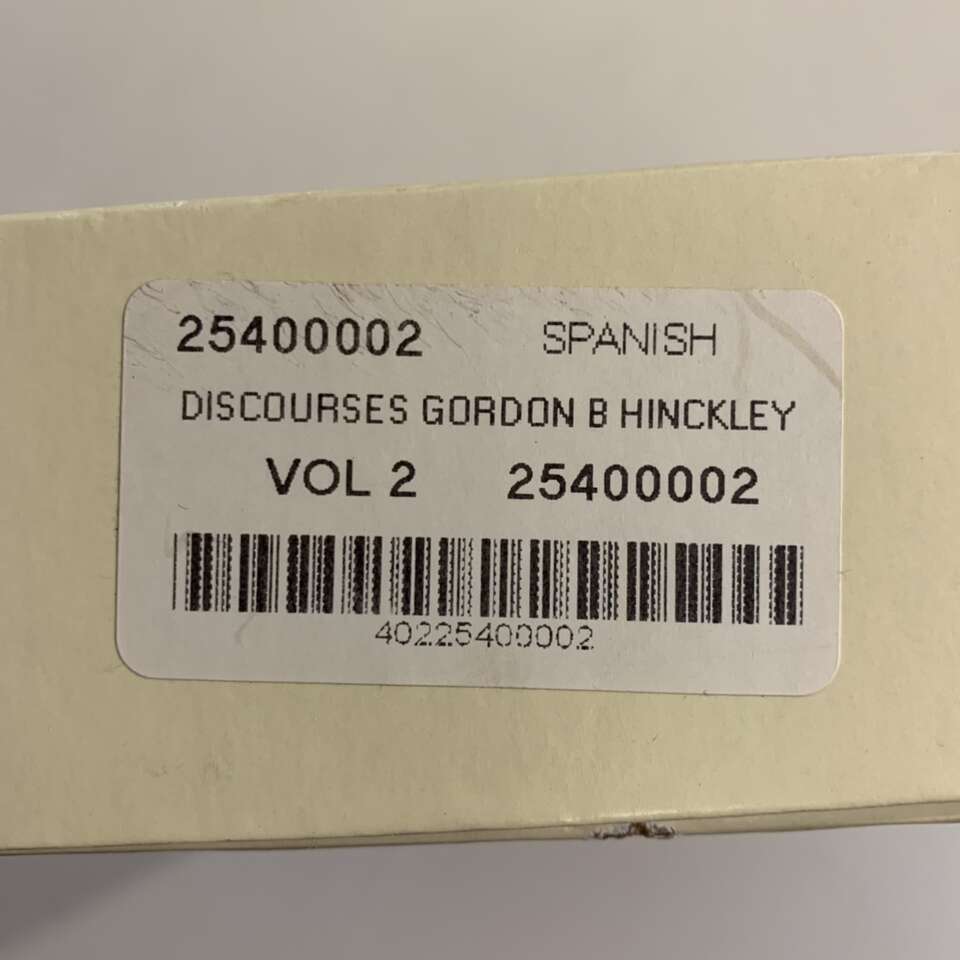 25400002 SPANISH
DISCOURSES GORDON B HINCKLEY
VOL 2 25400002
40225400002